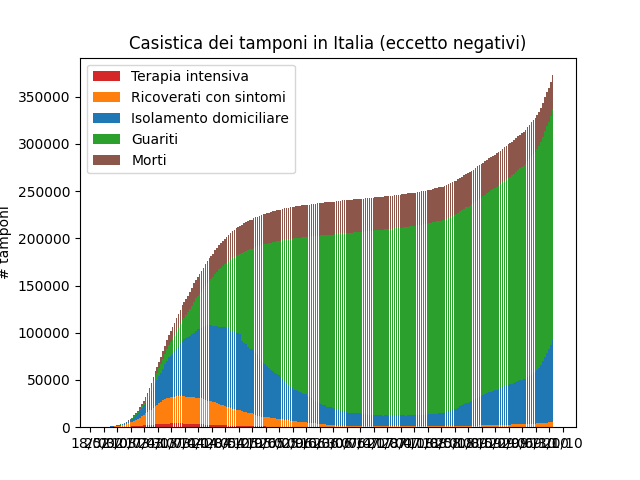 Casistica dei tamponi in Italia (eccetto negativi)
Terapia intensiva
Ricoverati con sintomi
Isolamento domiciliare
Guariti
Morti
# tamponi
350000
300000
250000
200000
150000
100000
50000
0